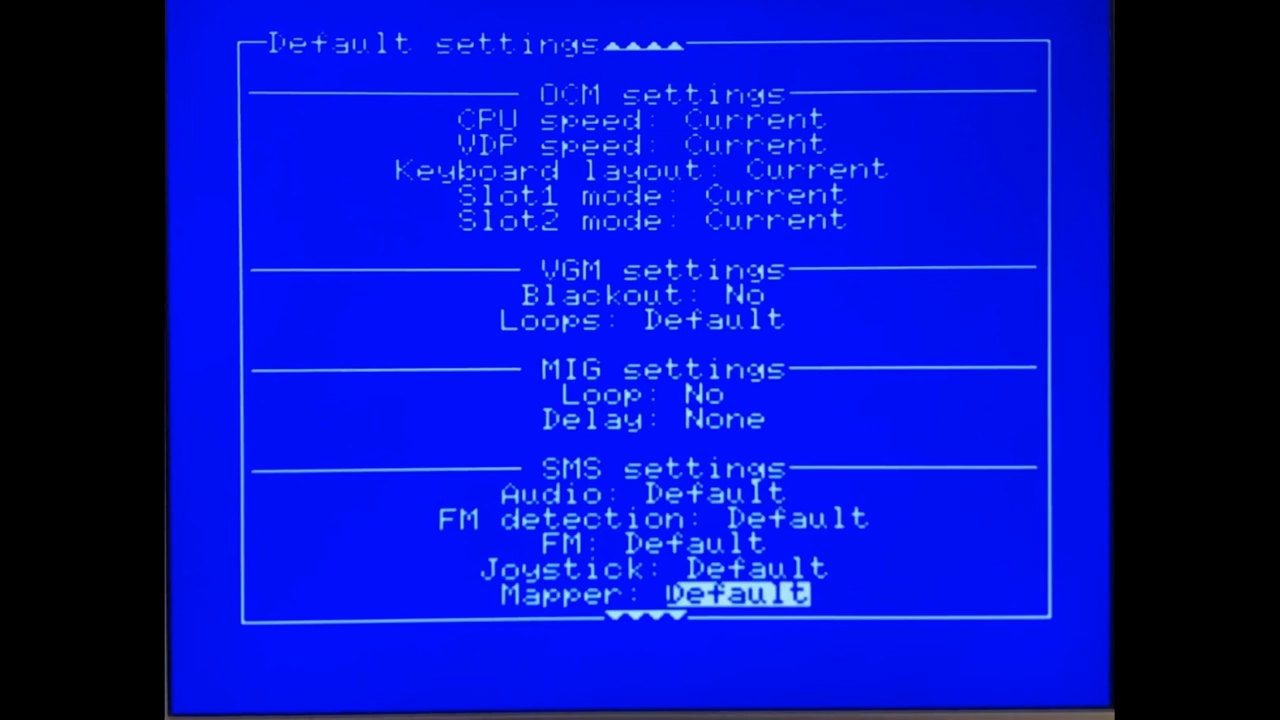 Default settings
OCM settings
CPU speed: Current
VDP speed: Current
Keyboard layout: Current
Slot1 mode: Current
Slot2 mode: Current
VGM settings
Blackout: No
Loops: Default
MIG settings
Loop: No
Delay: None
SMS settings
Audio: Default
FM detection: Default
FM: Default
Joystick: Default
Mapper: Default